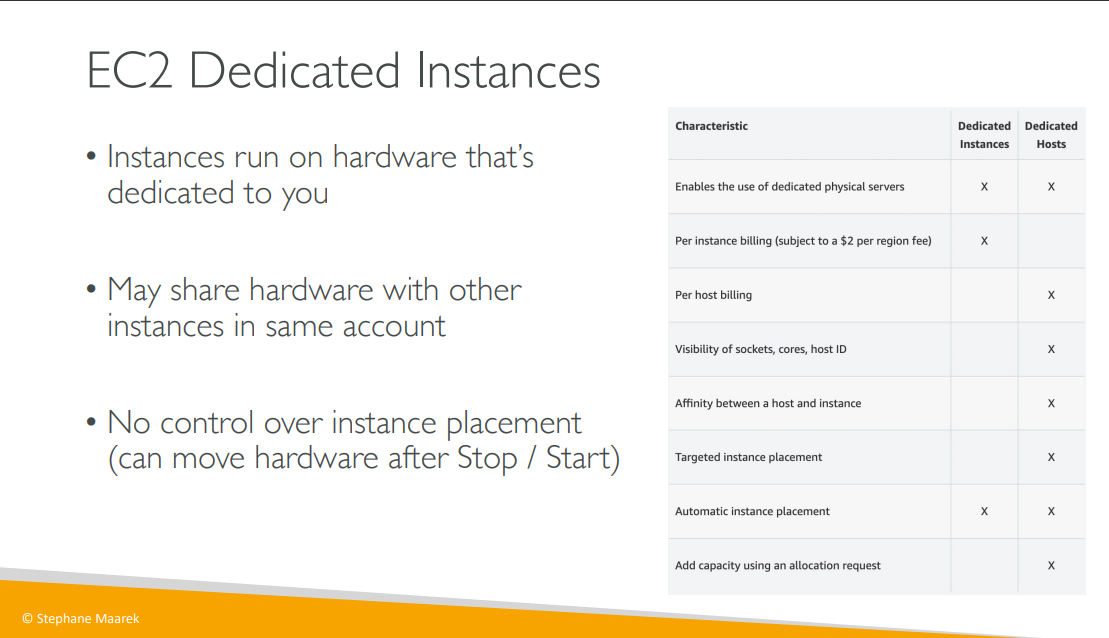 EC2 Dedicated Instances
• Instances run on hardware that's
dedicated to you
• May share hardware with other
instances in same account
• No control over instance placement
(can move hardware after Stop / Start)
Characteristic Dedicated Instances Dedicated Hosts
Enables the use of dedicated physical servers X X
Per instance billing (subject to a $2 per region fee) X
Per host billing X
Visibility of sockets, cores, host ID X
Affinity between a host and instance X
Targeted instance placement X
Automatic instance placement X X
Add capacity using an allocation request X
© Stephane Maarek